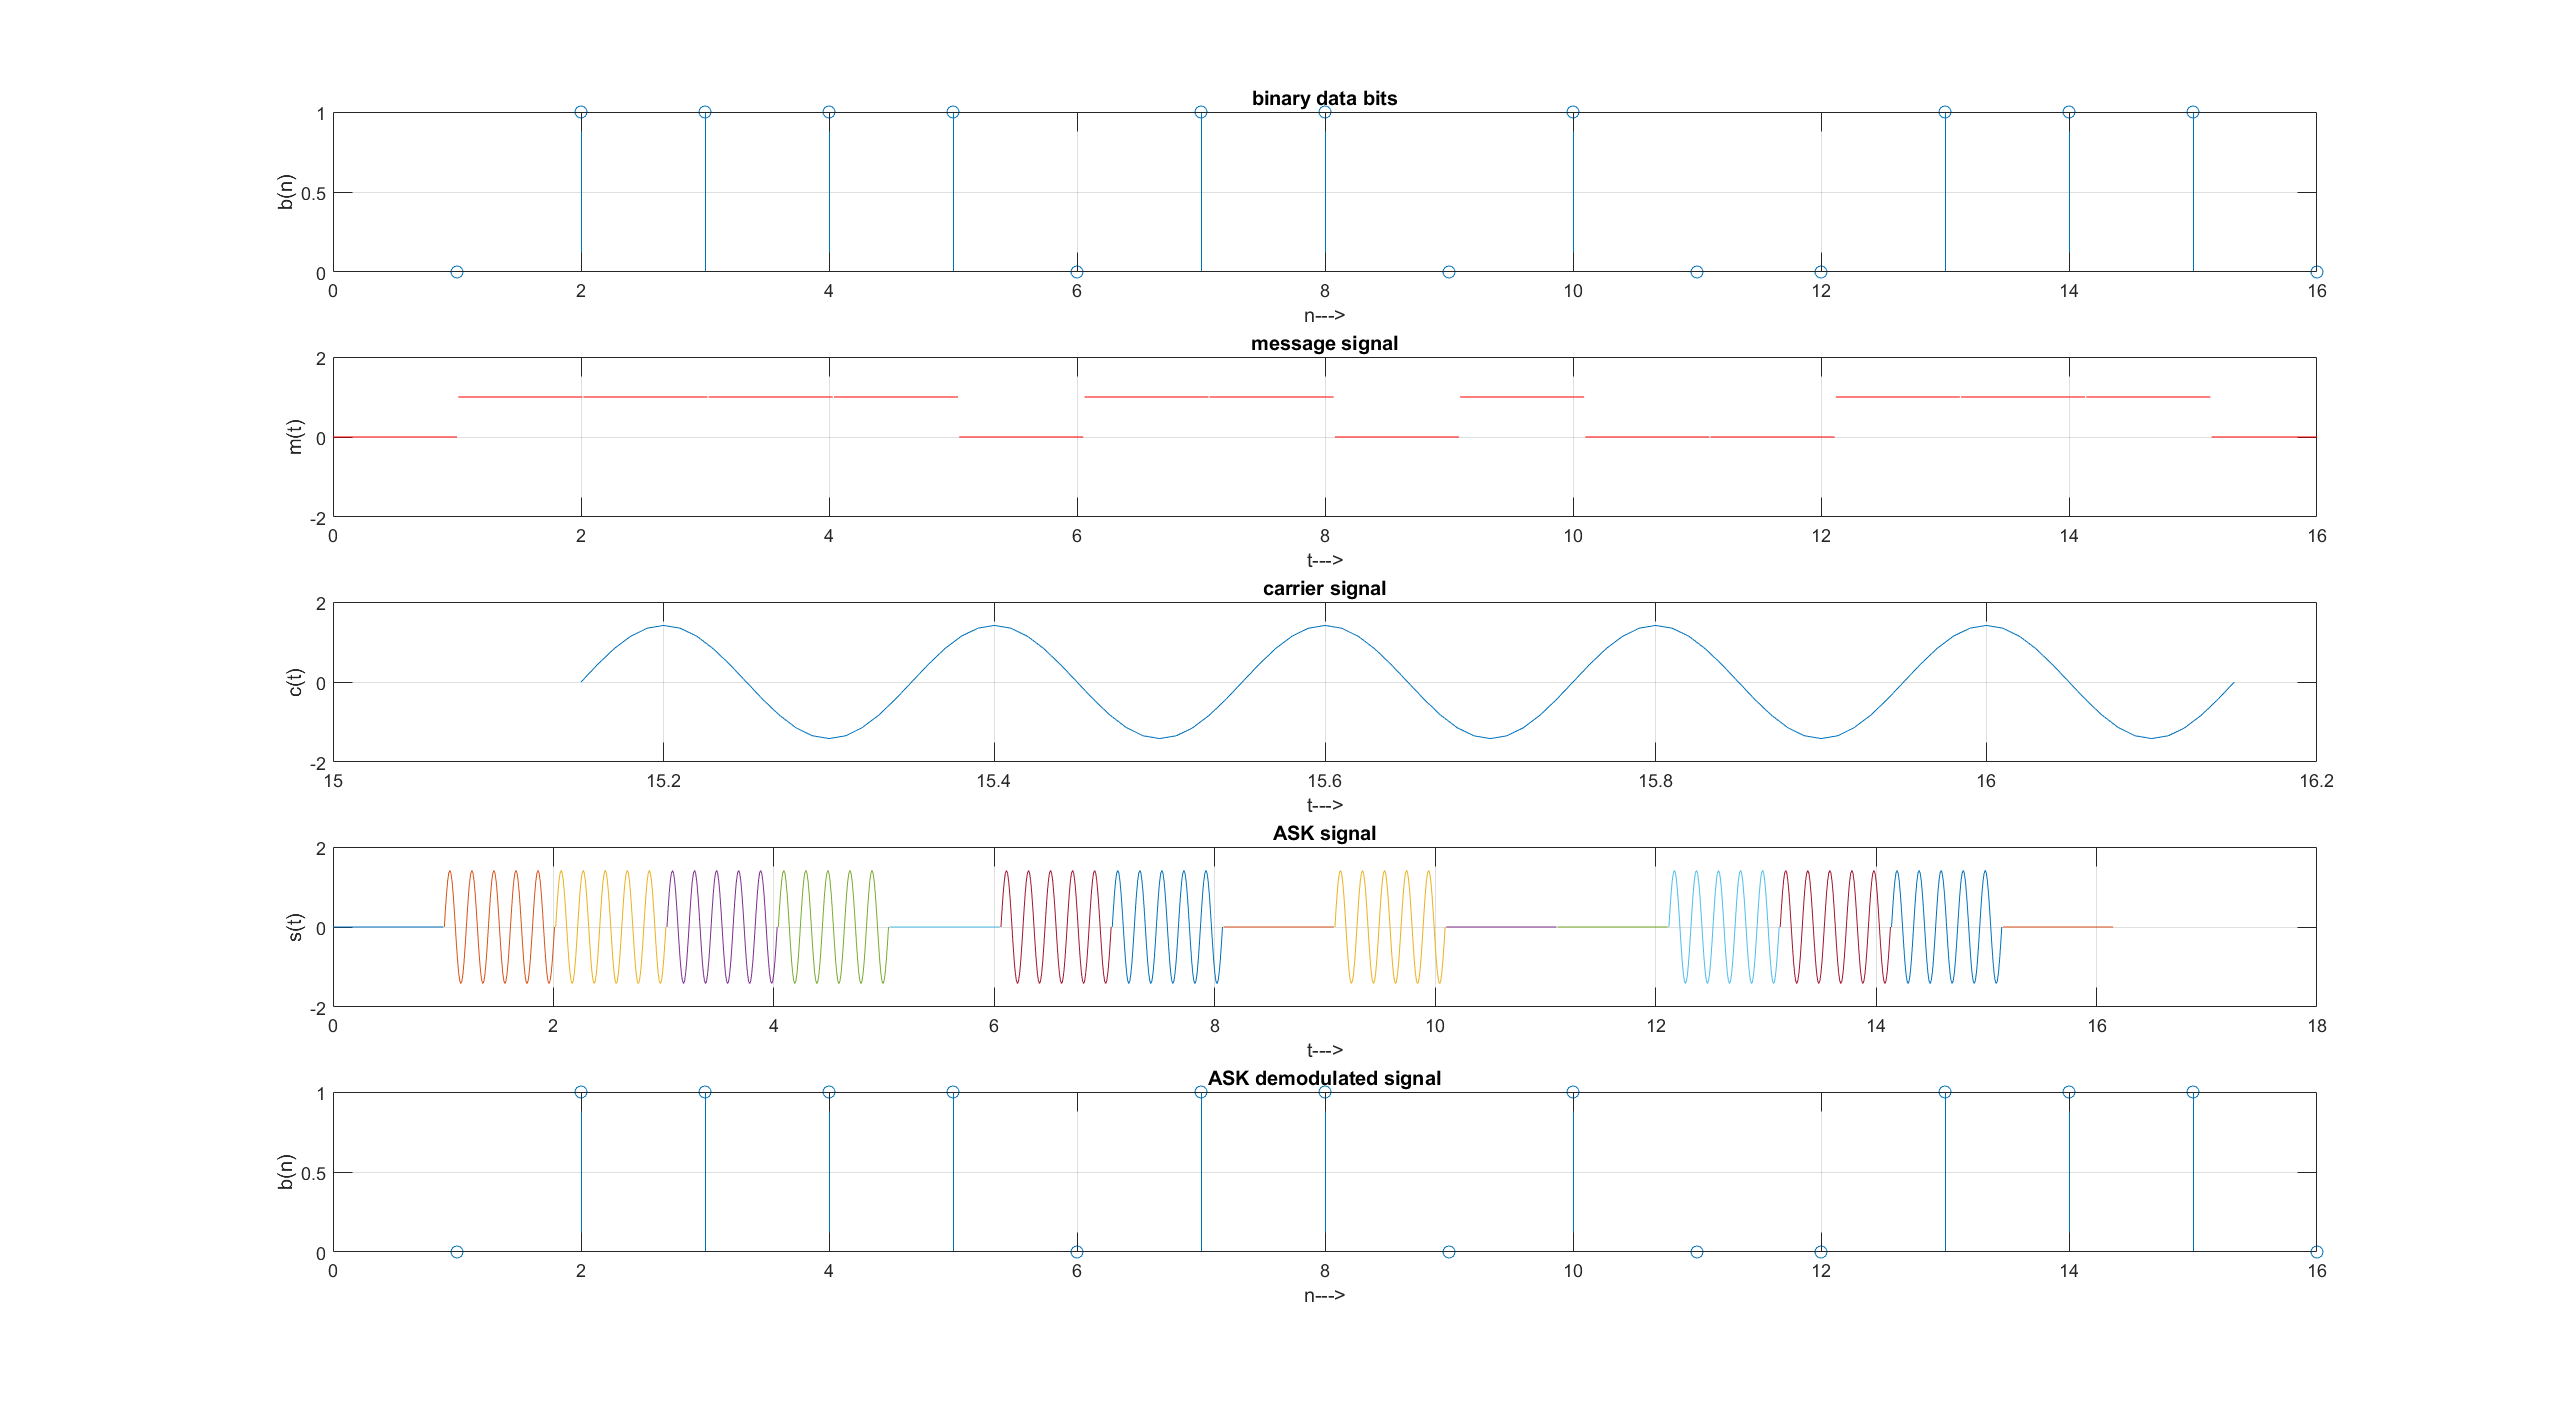 binary data bits
1
0.5
0
b(n)
0 2 4 6 8 10 12 14 16
n--->
message signal
2
0
-2
m(t)
0 2 4 6 8 10 12 14 16
t--->
carrier signal
2
0
-2
c(t)
15 15.2 15.4 15.6 15.8 16 16.2
t--->
ASK signal
2
0
-2
s(t)
0 2 4 6 8 10 12 14 16 18
t--->
ASK demodulated signal
1
0.5
0
b(n)
0 2 4 6 8 10 12 14 16
n--->